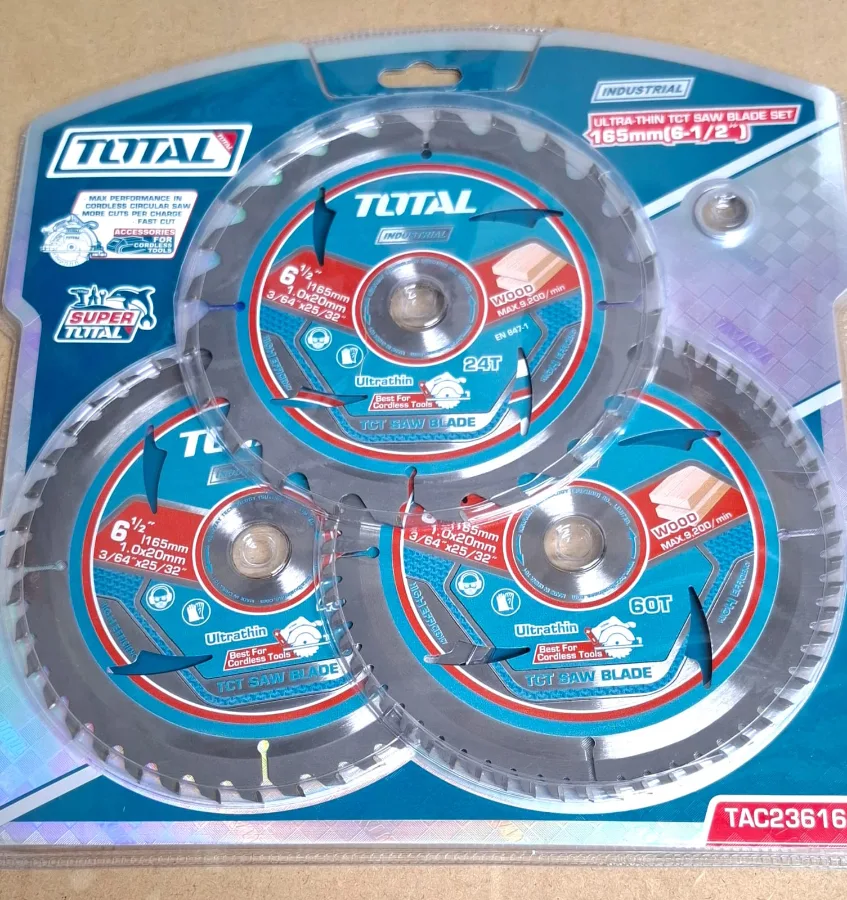 INDUSTRIAL
ULTRA-THIN TCT SAW BLADE SET
165mm(6-1/2")
TOTAL
TOTAL
MAX PERFORMANCE IN
CORDLESS CIRCULAR SAW
MORE CUTS PER CHARGE
FAST CUT
ACCESSORIES
FOR
CORDLESS
TOOLS
SUPER
TOTAL
TOTAL
INDUSTRIAL
6 1/2"
/165mm
1.0x20mm
3/64"x25/32"
WOOD
MAX.9,200/min
EN 847-1
24T
Ultrathin
Best For
Cordless Tools
TCT SAW BLADE
6 1/2"
/165mm
1.0x20mm
3/64"x25/32"
Ultrathin
Best For
Cordless Tools
TCT SAW BLADE
/165mm
1.0x20mm
3/64"x25/32"
WOOD
MAX.9,200/min
HIGH EFFICIENCY
60T
Ultrathin
Best For
Cordless Tools
TCT SAW BLADE
TAC23616